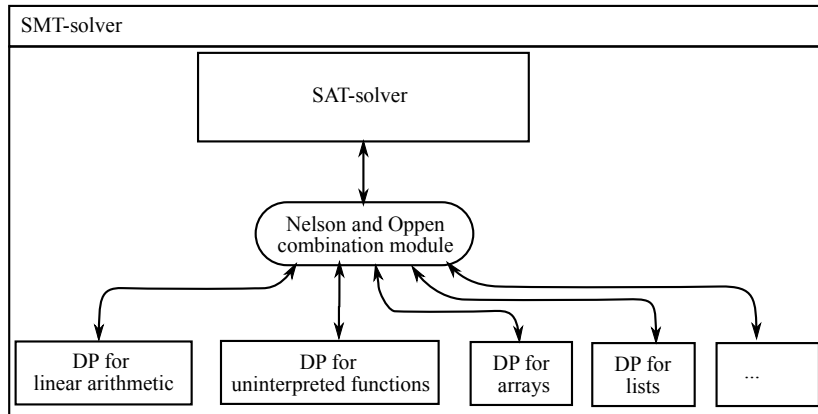 SMT-solver
SAT-solver
Nelson and Oppen
combination module
DP for
linear arithmetic
DP for
uninterpreted functions
DP for
arrays
DP for
lists
...